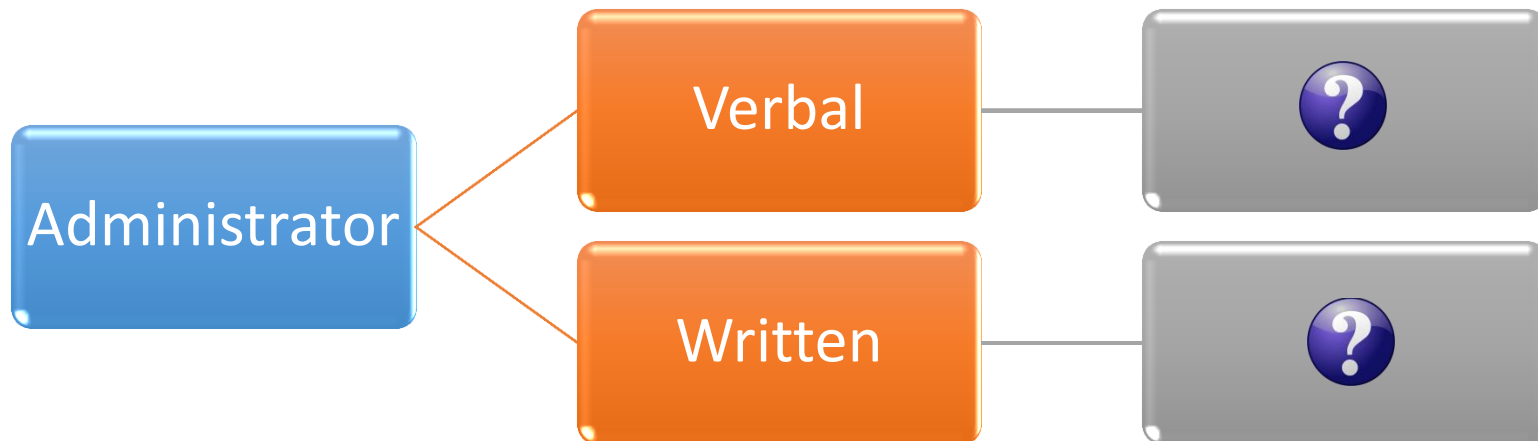 Administrator
Verbal
?
Written
?